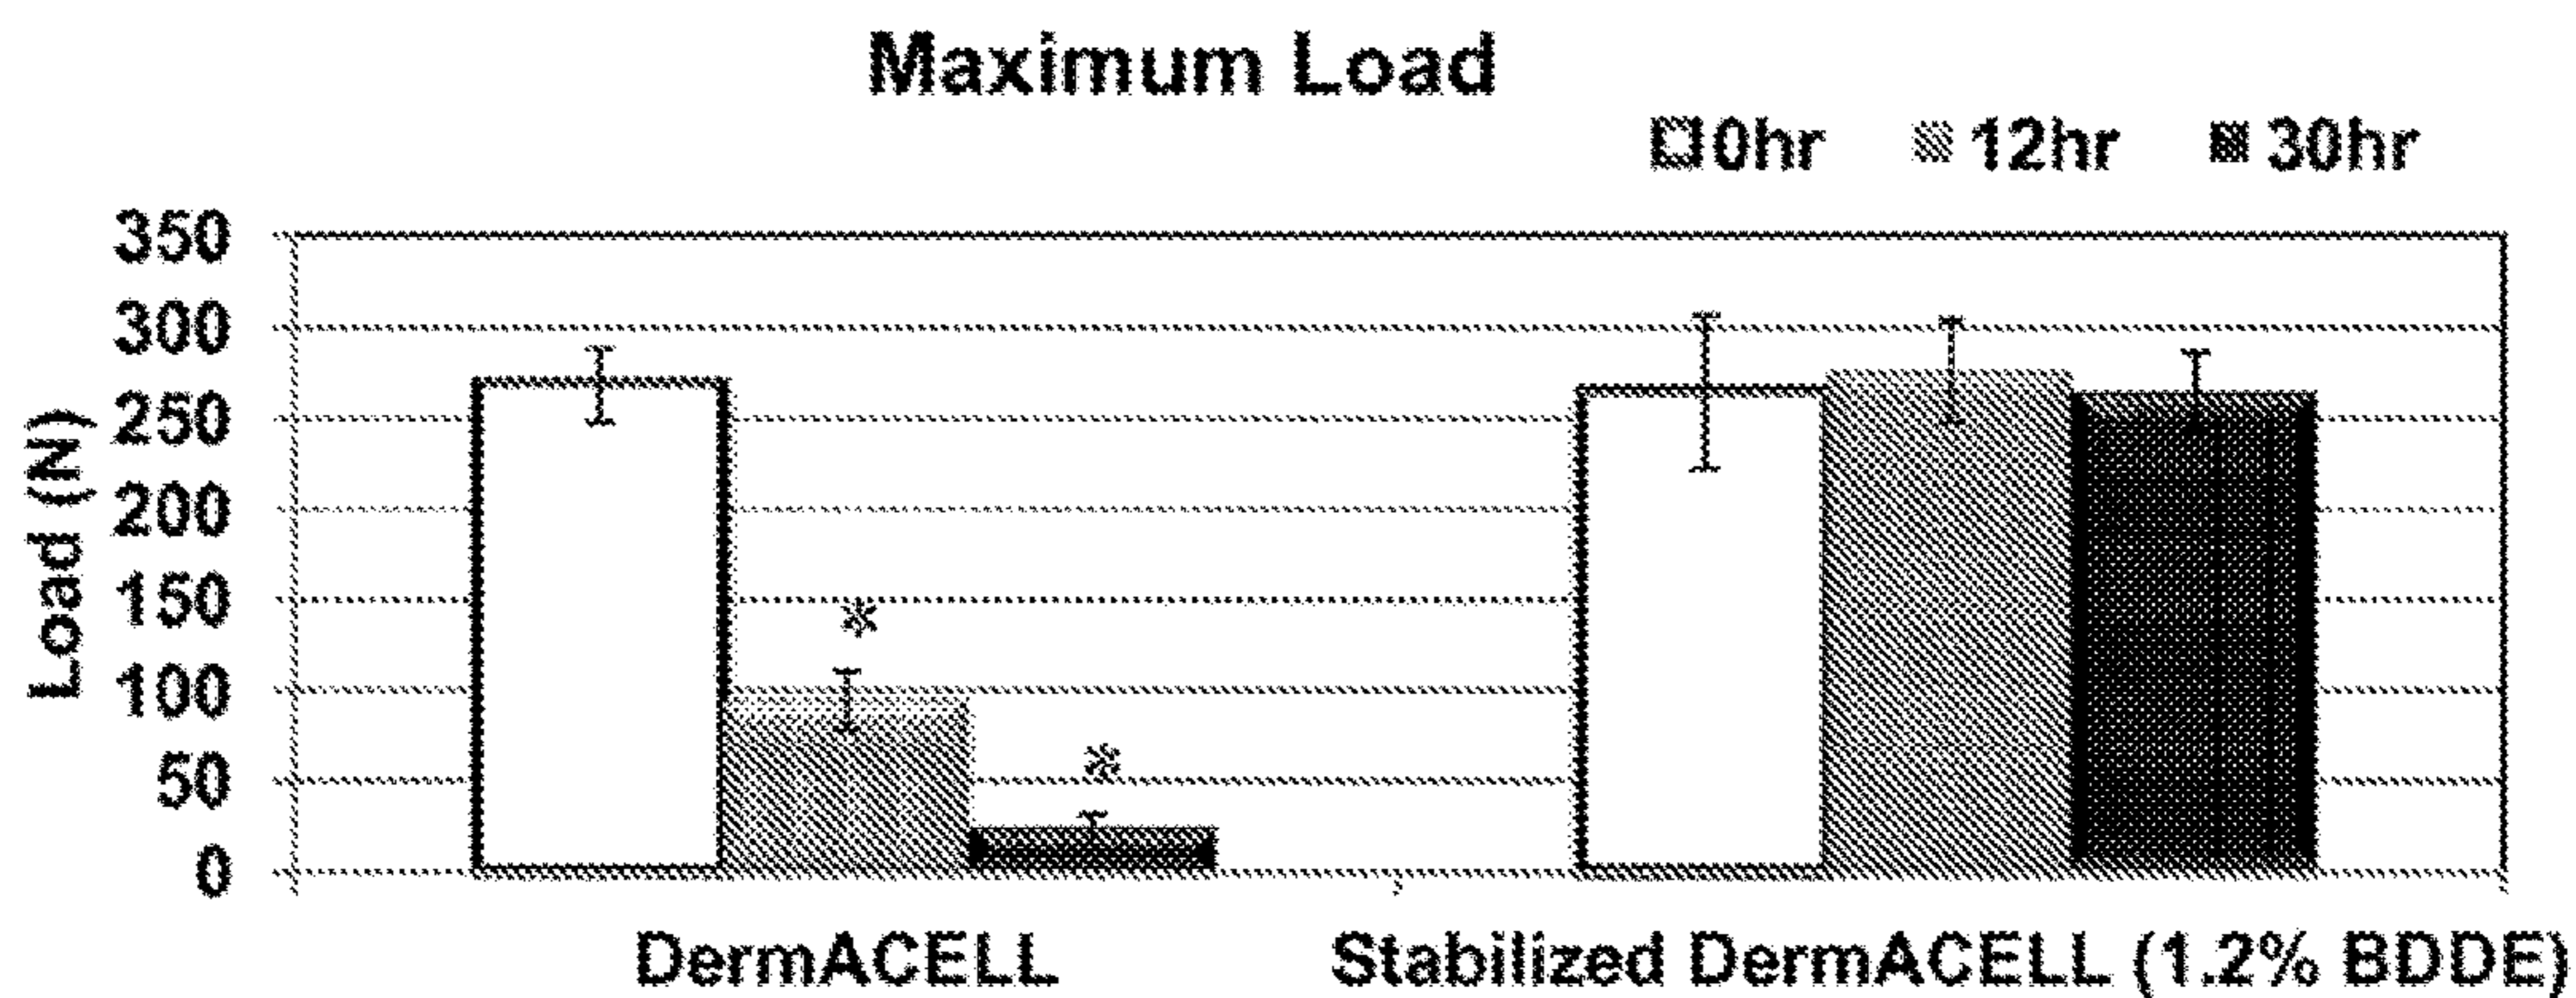 Maximum Load
0hr 12hr 30hr
350
300
250
200
150
100
50
0
Load (N)
*
*
DermACELL
Stabilized DermACELL (1.2% BDDE)